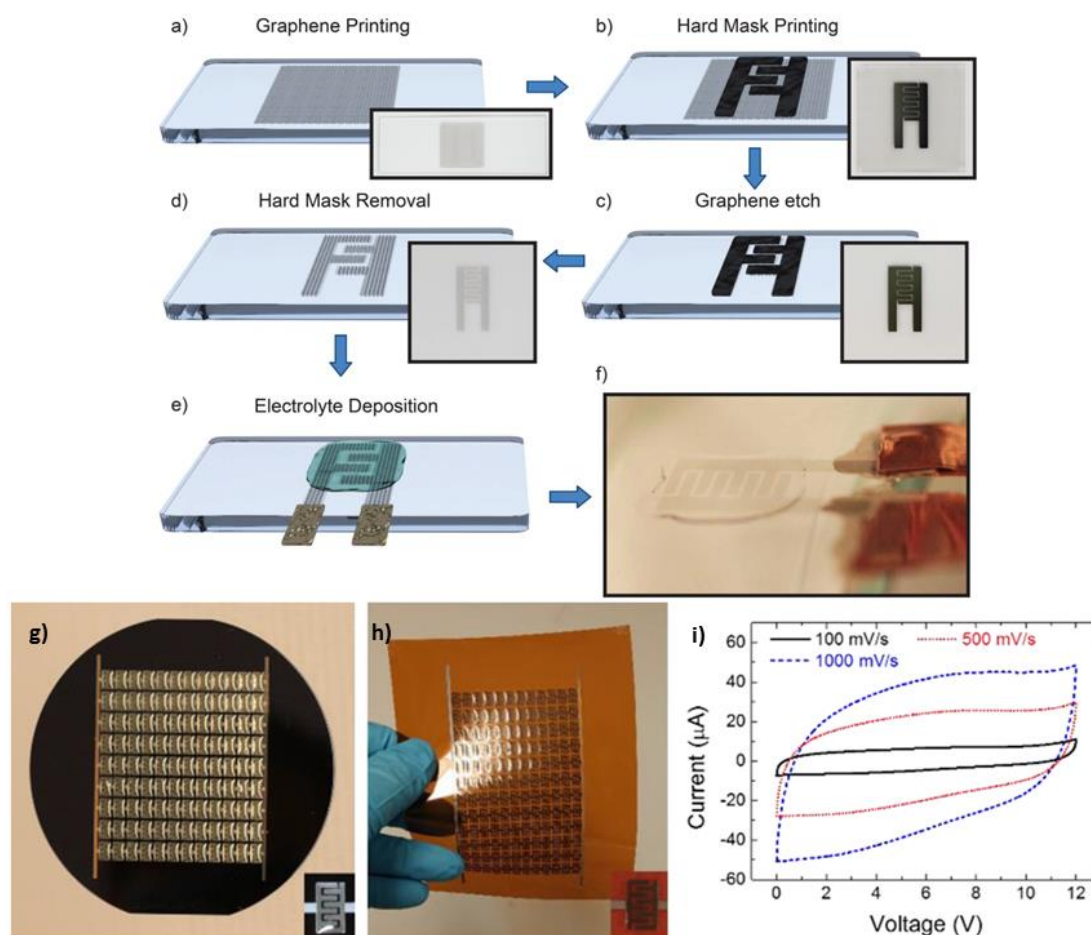 a) Graphene Printing
b) Hard Mask Printing
d) Hard Mask Removal
c) Graphene etch
e) Electrolyte Deposition
f)
g)
h)
i)
60
40
20
0
-20
-40
-60
Current (μA)
100 mV/s
500 mV/s
1000 mV/s
0 2 4 6 8 10 12
Voltage (V)